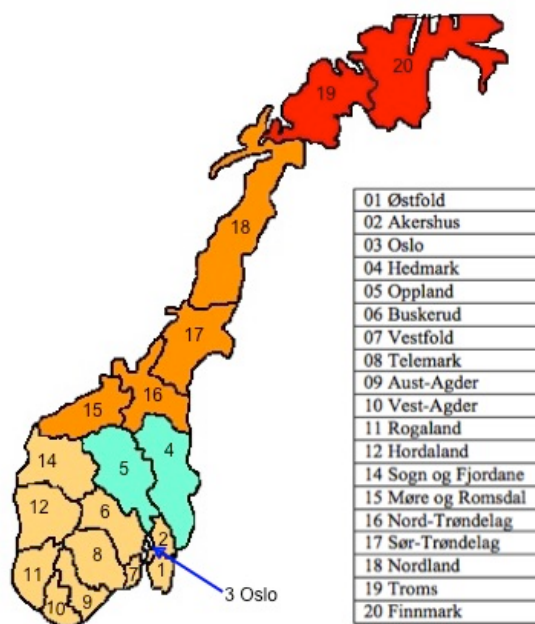 20
19
18
17
16
15
14
4
5
12
6
2
8
11
7
1
10
9
3 Oslo
01 Østfold
02 Akershus
03 Oslo
04 Hedmark
05 Oppland
06 Buskerud
07 Vestfold
08 Telemark
09 Aust-Agder
10 Vest-Agder
11 Rogaland
12 Hordaland
14 Sogn og Fjordane
15 Møre og Romsdal
16 Nord-Trøndelag
17 Sør-Trøndelag
18 Nordland
19 Troms
20 Finnmark